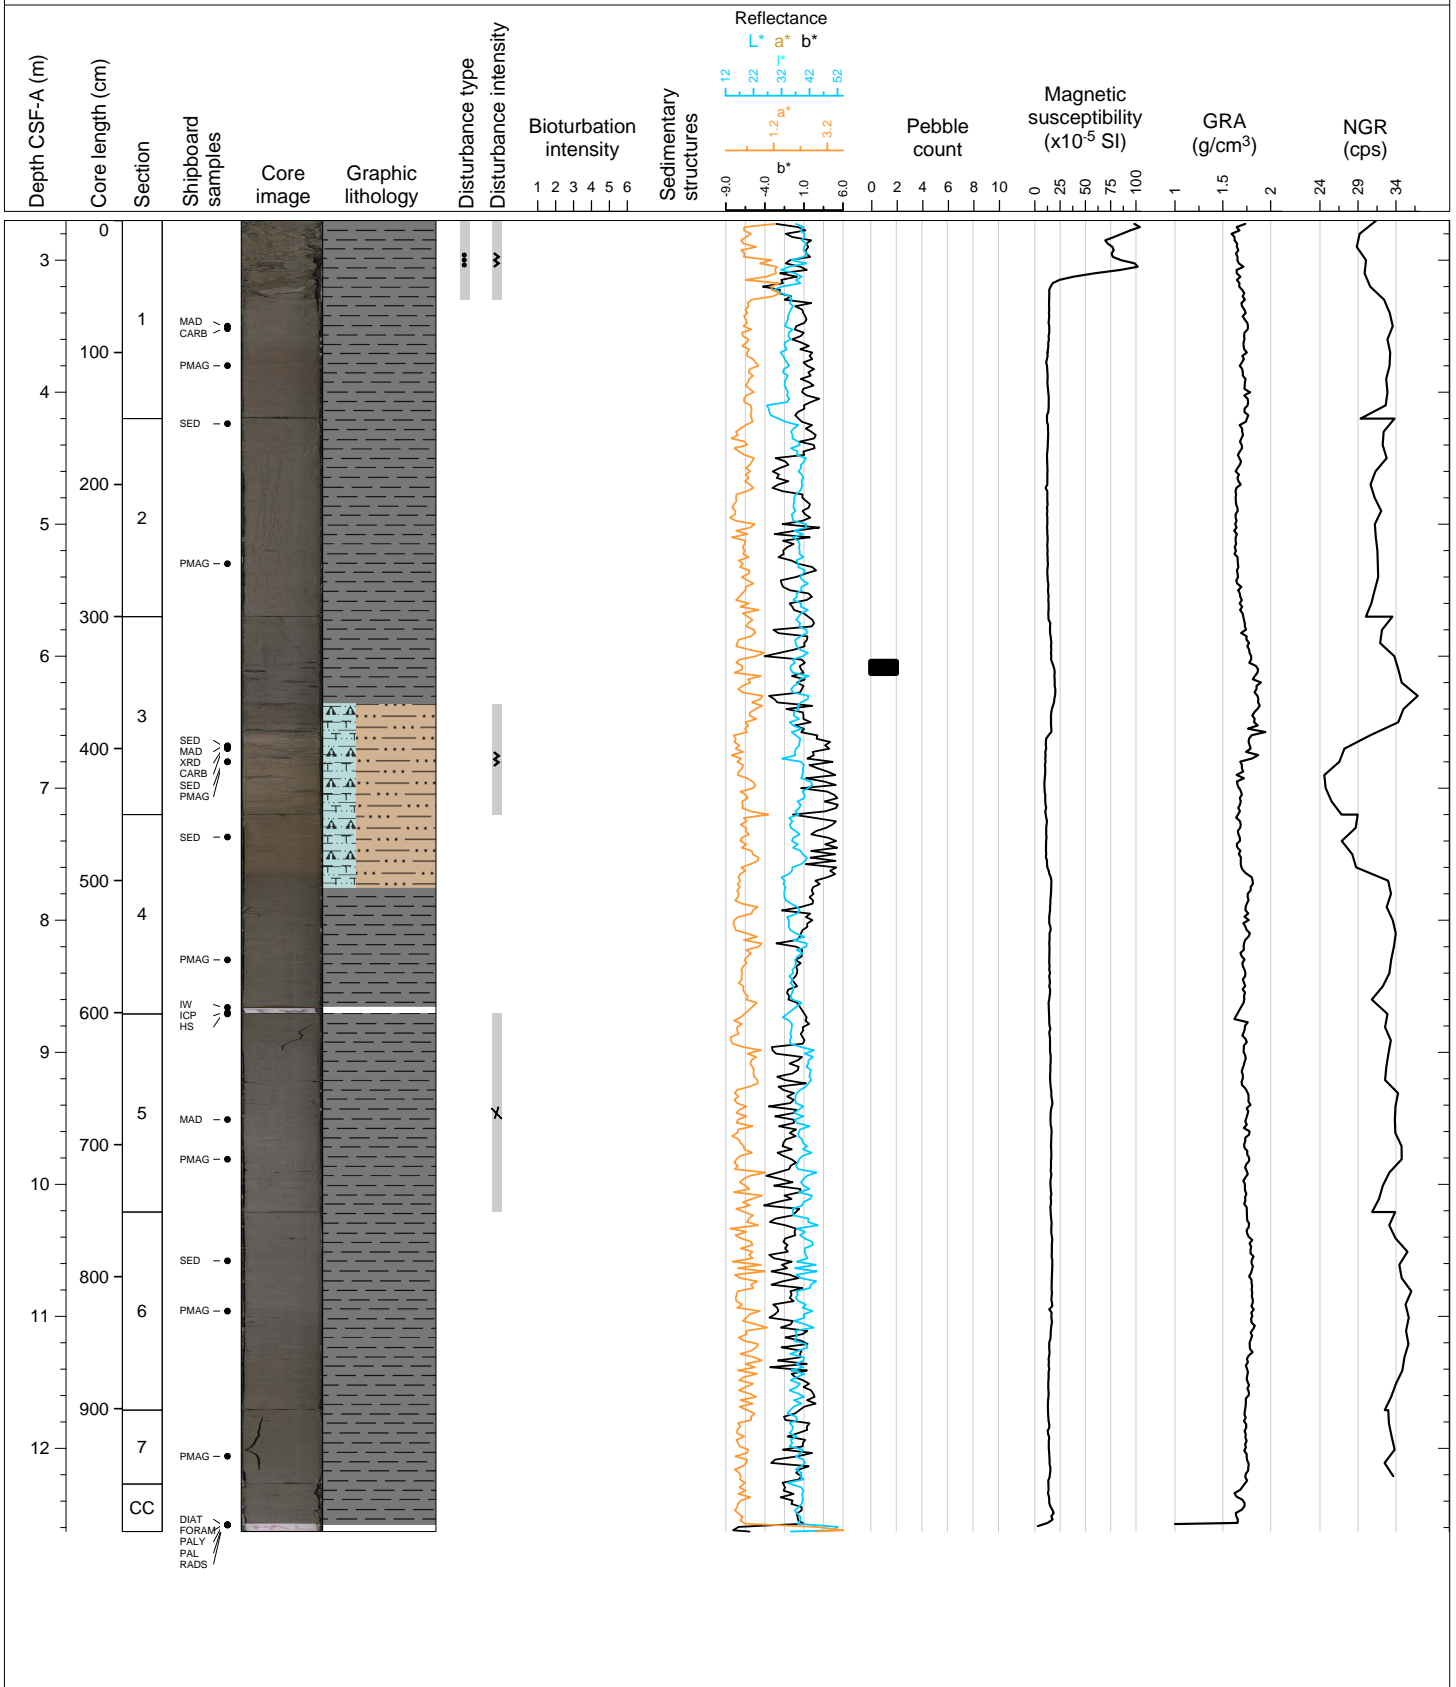 Depth CSF-A (m)
Core length (cm)
Section
Shipboard
samples
Core
image
Graphic
lithology
Disturbance type
Disturbance intensity
Bioturbation
intensity
1 2 3 4 5 6
Sedimentary
structures
Reflectance
L* a* b*
L*
12 22 32 42 52
a*
1.2 3.2
b*
-9.0 -4.0 1.0 6.0
Pebble
count
0 2 4 6 8 10
Magnetic
susceptibility
(x10-5 SI)
0 25 50 75 100
GRA
(g/cm3)
1 1.5 2
NGR
(cps)
24 29 34
0
3
1
MAD
CARB
100
PMAG
4
SED
200
2
5
PMAG
300
6
3
SED
400
MAD
XRD
CARB
SED
7
PMAG
SED
500
4
8
PMAG
IW
600
ICP
HS
9
5
MAD
700
PMAG
10
SED
800
6
PMAG
11
900
7
12
PMAG
CC
DIAT
FORAM
PALY
PAL
RADS